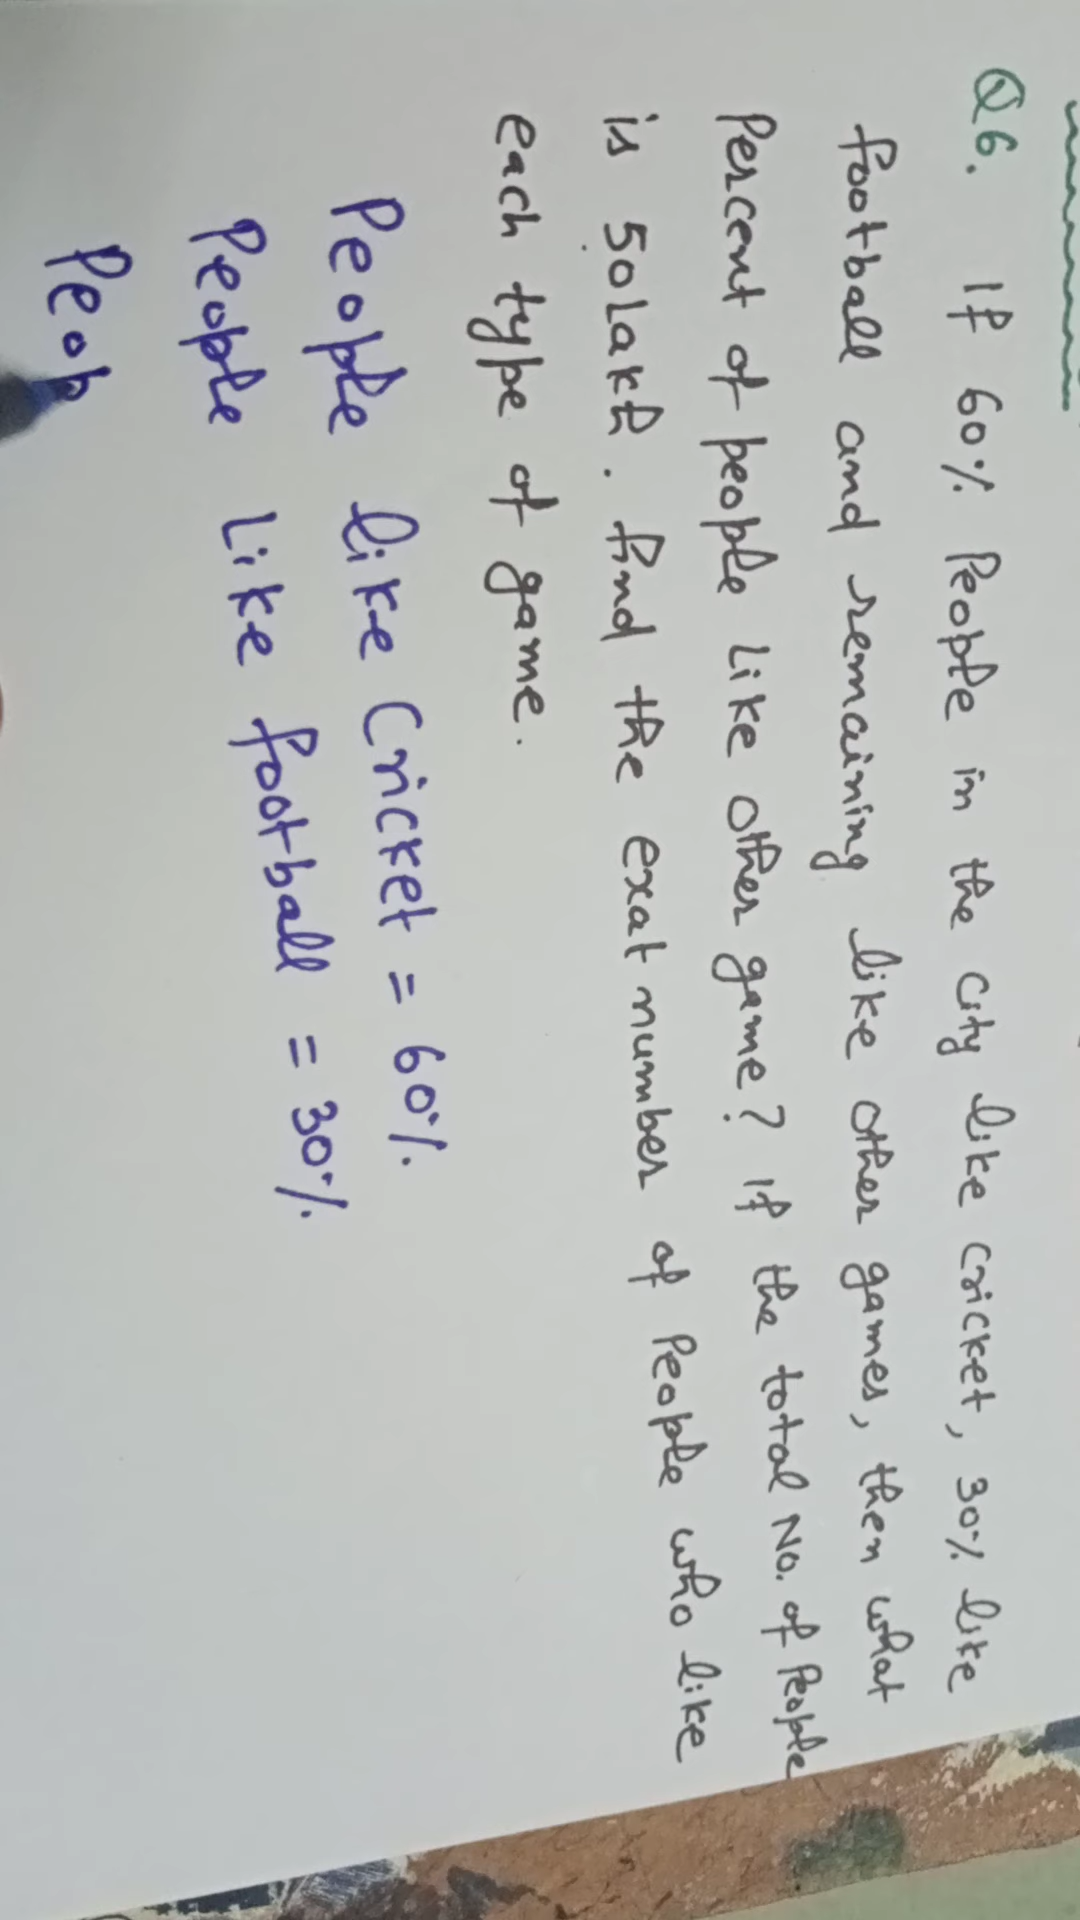 Q6. If 60% People in the city like cricket, 30% like
football and remaining like other games, then what
Percent of people like other game? If the total No. of People
is 50Lakh. find the exat number of People who like
each type of game.
People like Cricket = 60%.
People Like football = 30%.
Peop